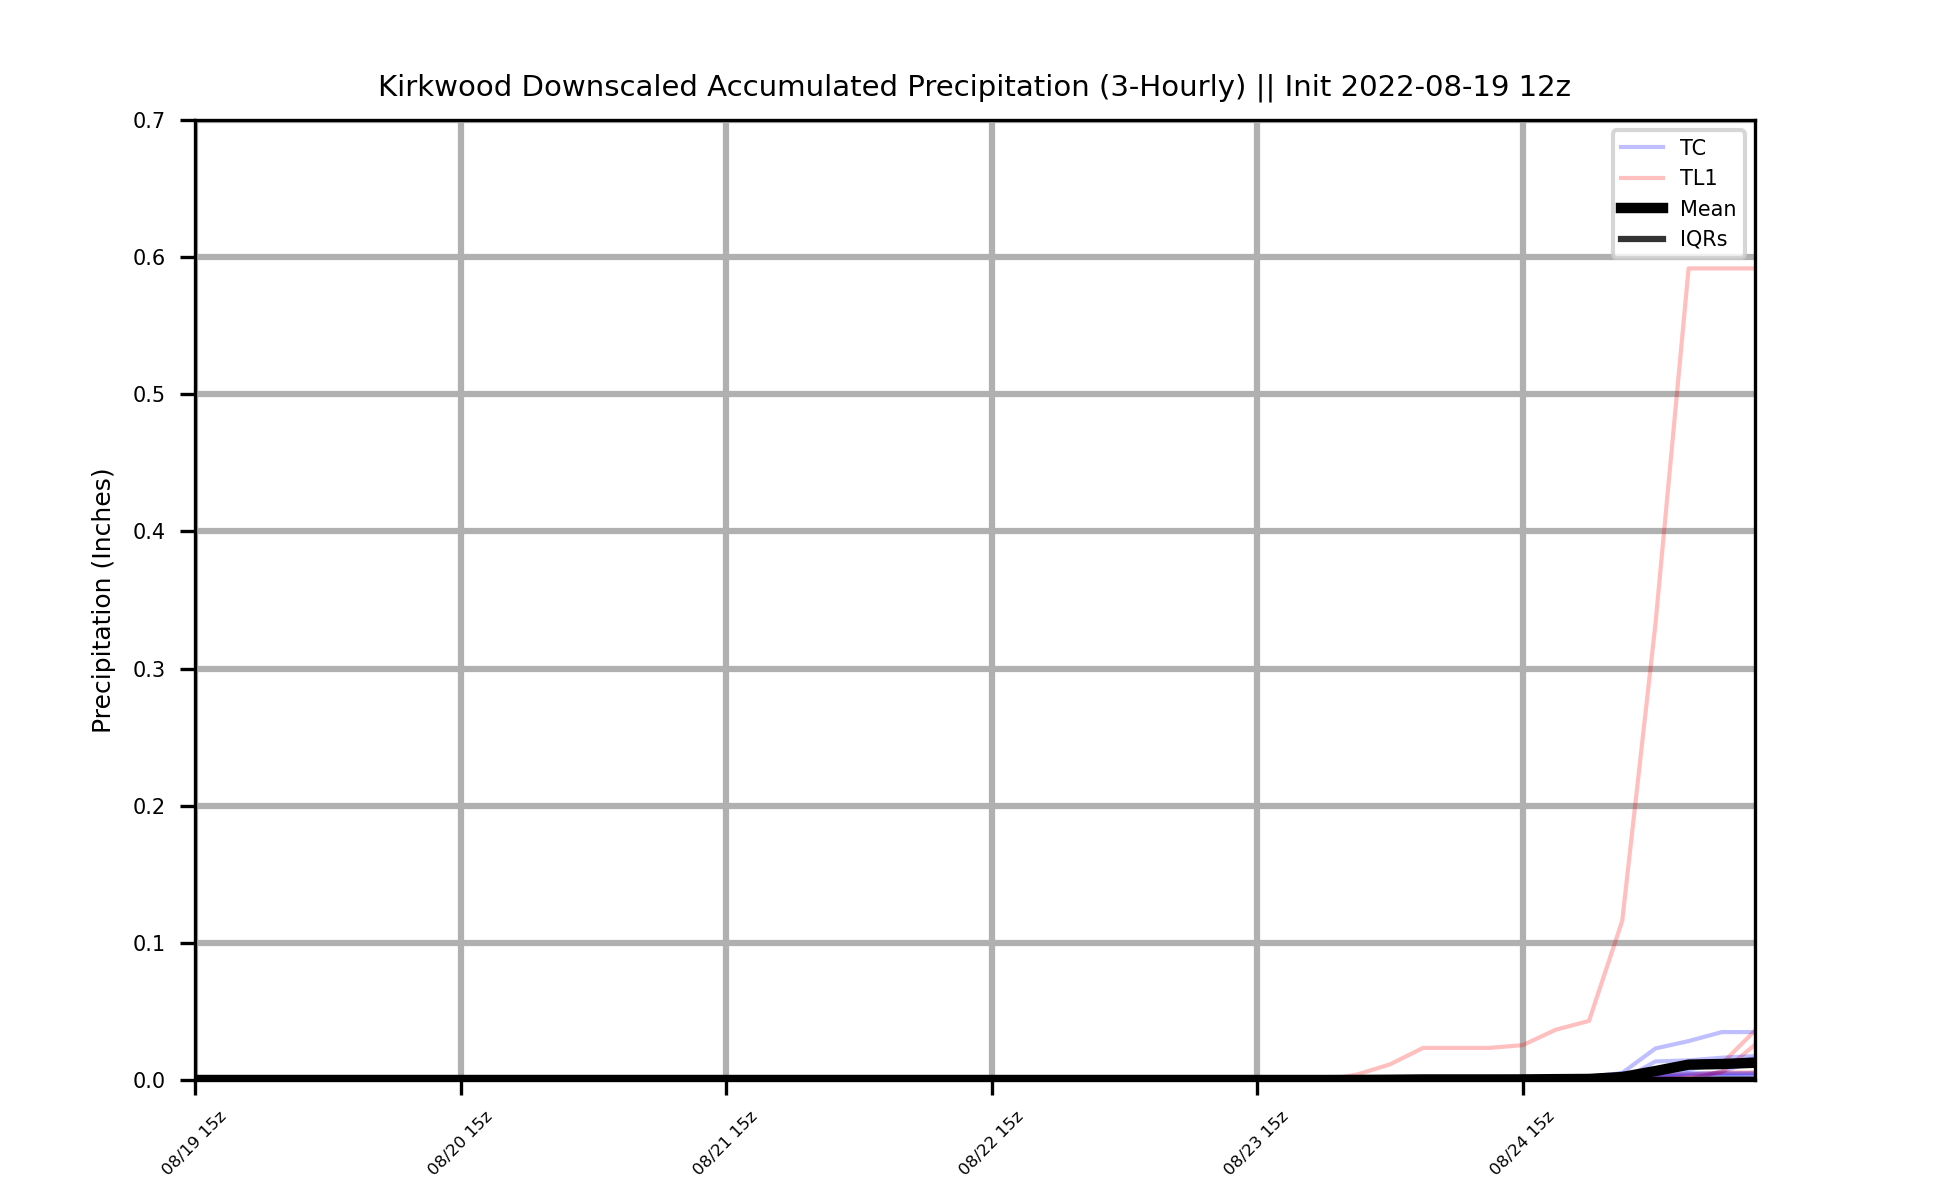 Kirkwood Downscaled Accumulated Precipitation (3-Hourly) || Init 2022-08-19 12z
0.7
0.6
0.5
0.4
0.3
0.2
0.1
0.0
Precipitation (Inches)
TC
TL1
Mean
IQRs
08/19 15z
08/20 15z
08/21 15z
08/22 15z
08/23 15z
08/24 15z